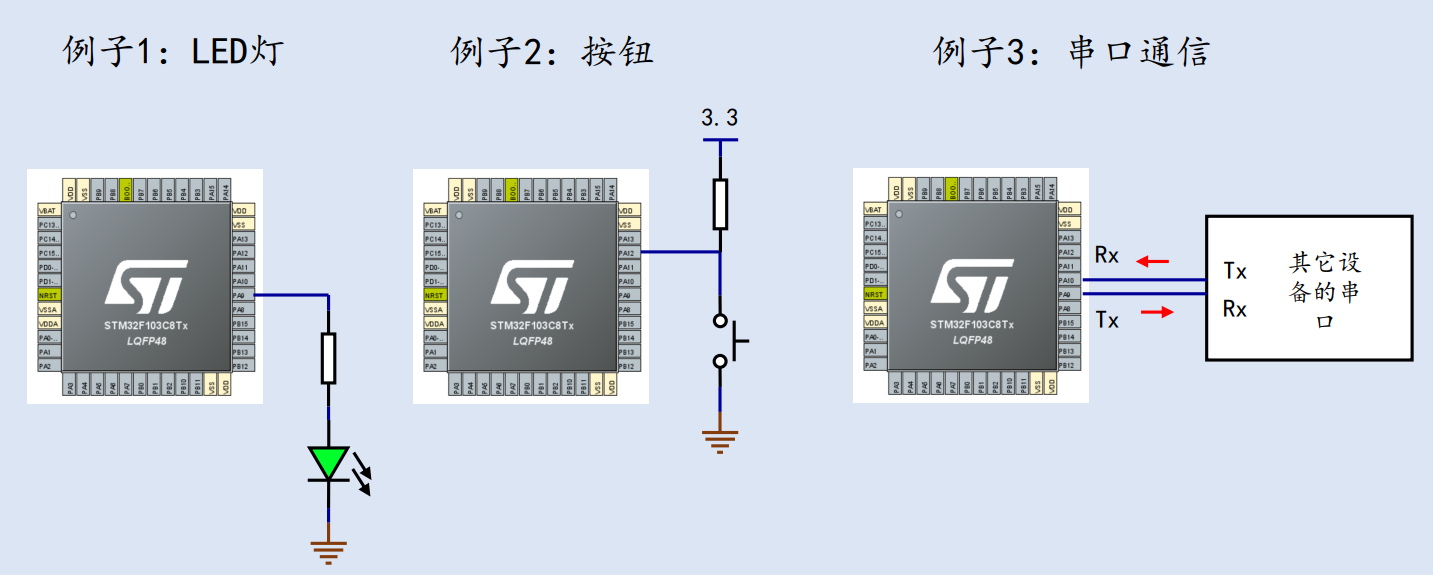 例子1：LED灯
例子2：按钮
例子3：串口通信
3.3
VDD VSS PB9 PB8 BOO.. PB7 PB6 PB5 PB4 PB3 PA15 PA14
VBAT
PC13..
PC14..
PC15..
PD0-..
PD1-..
NRST
VSSA
VDDA
PA0-..
PA1
PA2
VDD
VSS
PA13
PA12
PA11
PA10
PA9
PA8
PB15
PB14
PB13
PB12
STM32F103C8Tx
LQFP48
PA3 PA4 PA5 PA6 PA7 PB0 PB1 PB2 PB10 PB11 VSS VDD
VDD VSS PB9 PB8 BOO.. PB7 PB6 PB5 PB4 PB3 PA15 PA14
VBAT
PC13..
PC14..
PC15..
PD0-..
PD1-..
NRST
VSSA
VDDA
PA0-..
PA1
PA2
VDD
VSS
PA13
PA12
PA11
PA10
PA9
PA8
PB15
PB14
PB13
PB12
STM32F103C8Tx
LQFP48
PA3 PA4 PA5 PA6 PA7 PB0 PB1 PB2 PB10 PB11 VSS VDD
VDD VSS PB9 PB8 BOO.. PB7 PB6 PB5 PB4 PB3 PA15 PA14
VBAT
PC13..
PC14..
PC15..
PD0-..
PD1-..
NRST
VSSA
VDDA
PA0-..
PA1
PA2
VDD
VSS
PA13
PA12
PA11
PA10
PA9
PA8
PB15
PB14
PB13
PB12
STM32F103C8Tx
LQFP48
PA3 PA4 PA5 PA6 PA7 PB0 PB1 PB2 PB10 PB11 VSS VDD
Rx
Tx
Tx
Rx
其它设
备的串
口